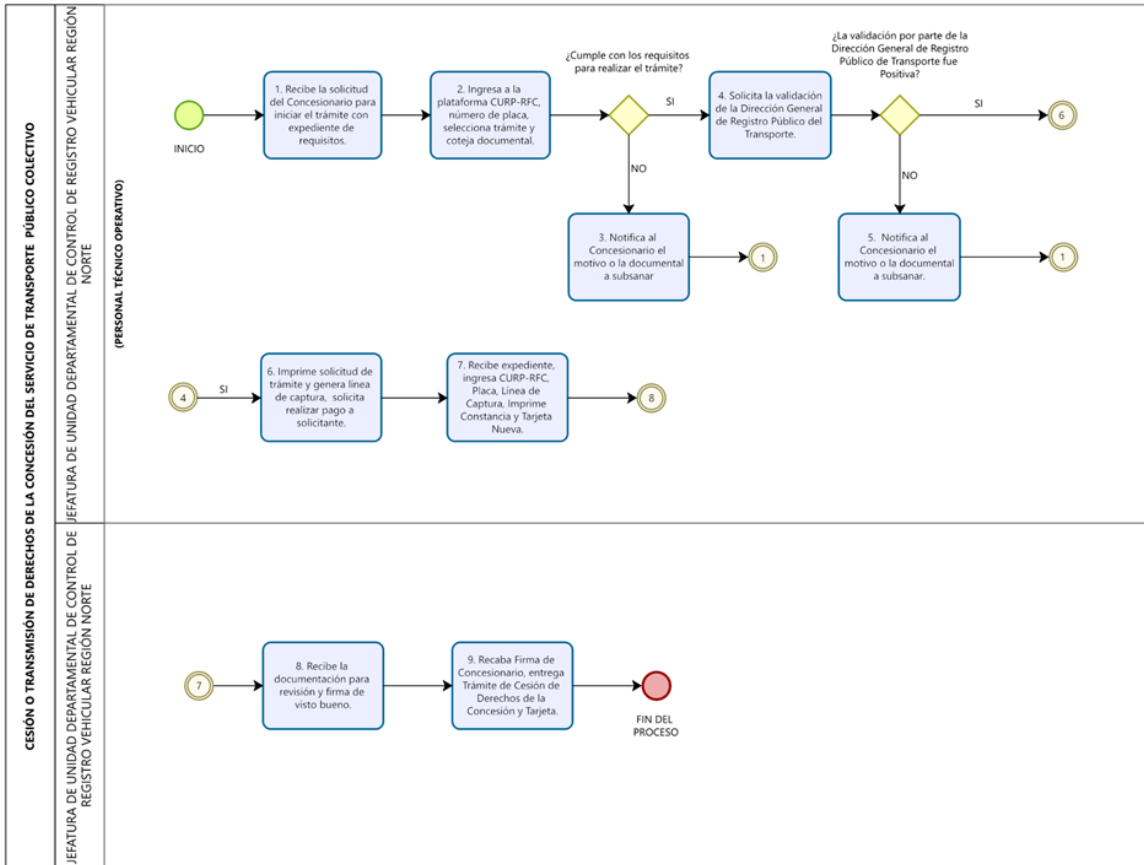 CESIÓN O TRANSMISIÓN DE DERECHOS DE LA CONCESIÓN DEL SERVICIO DE TRANSPORTE PÚBLICO COLECTIVO
JEFATURA DE UNIDAD DEPARTAMENTAL DE CONTROL DE REGISTRO VEHICULAR REGIÓN
NORTE
(PERSONAL TÉCNICO OPERATIVO)
INICIO
1. Recibe la solicitud
del Concesionario para
iniciar el trámite con
expediente de
requisitos.
2. Ingresa a la
plataforma CURP-RFC,
número de placa,
selecciona trámite y
coteja documental.
¿Cumple con los requisitos
para realizar el trámite?
SI
NO
3. Notifica al
Concesionario el
motivo o la documental
a subsanar
1
4. Solicita la validación
de la Dirección General
de Registro Público del
Transporte.
¿La validación por parte de la
Dirección General de Registro
Público de Transporte fue
Positiva?
SI
6
NO
5. Notifica al
Concesionario el
motivo o la documental
a subsanar.
1
4
SI
6. Imprime solicitud de
trámite y genera línea
de captura, solicita
realizar pago a
solicitante.
7. Recibe expediente,
ingresa CURP-RFC,
Placa, Línea de
Captura, Imprime
Constancia y Tarjeta
Nueva.
8
JEFATURA DE UNIDAD DEPARTAMENTAL DE CONTROL DE
REGISTRO VEHICULAR REGIÓN NORTE
7
8. Recibe la
documentación para
revisión y firma de
visto bueno.
9. Recaba Firma de
Concesionario, entrega
Trámite de Cesión de
Derechos de la
Concesión y Tarjeta.
FIN DEL
PROCESO